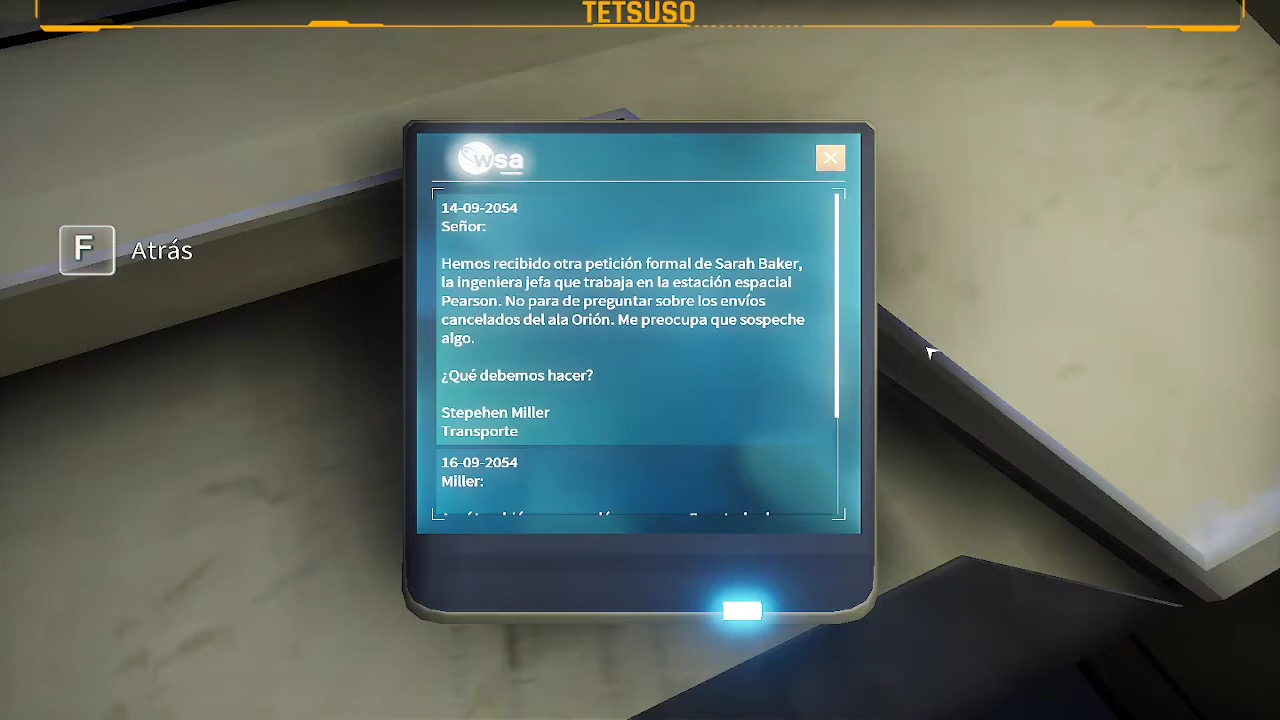 TETSUSO
wsa
14-09-2054
Señor:
F
Atrás
Hemos recibido otra petición formal de Sarah Baker,
la ingeniera jefa que trabaja en la estación espacial
Pearson. No para de preguntar sobre los envíos
cancelados del ala Orión. Me preocupa que sospeche
algo.
¿Qué debemos hacer?
Stepehen Miller
Transporte
16-09-2054
Miller: